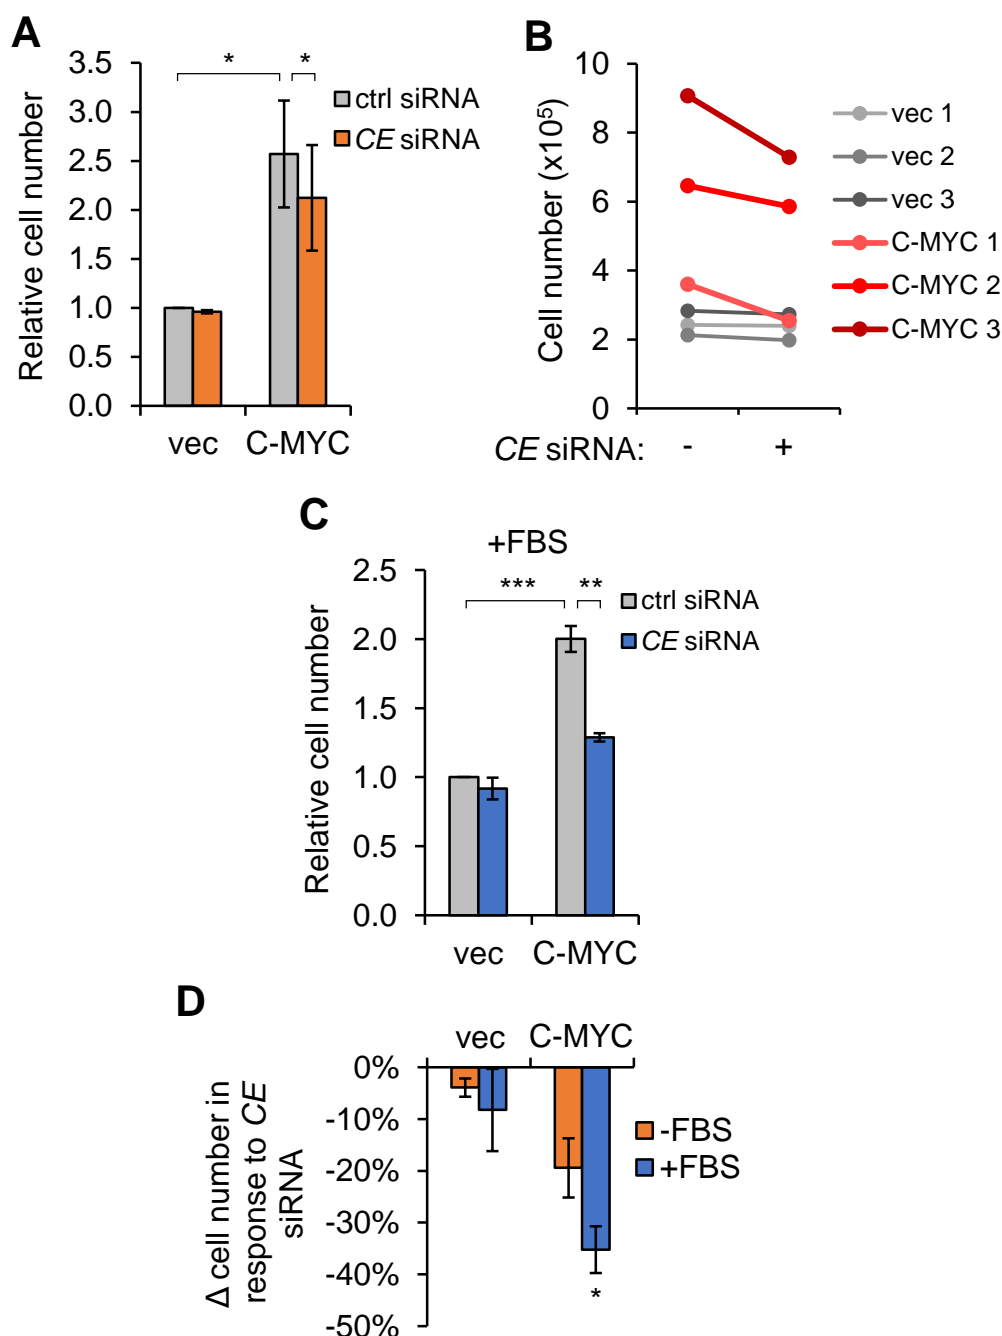 A
Relative cell number
3.5
3.0
2.5
2.0
1.5
1.0
0.5
0.0
* *
ctrl siRNA
CE siRNA
vec C-MYC
B
Cell number (x10⁵)
10
8
6
4
2
0
vec 1
vec 2
vec 3
C-MYC 1
C-MYC 2
C-MYC 3
CE siRNA: - +
C
+FBS
Relative cell number
2.5
2.0
1.5
1.0
0.5
0.0
*** **
ctrl siRNA
CE siRNA
vec C-MYC
D
vec C-MYC
Δ cell number in
response to CE
siRNA
0%
-10%
-20%
-30%
-40%
-50%
-FBS
+FBS
*